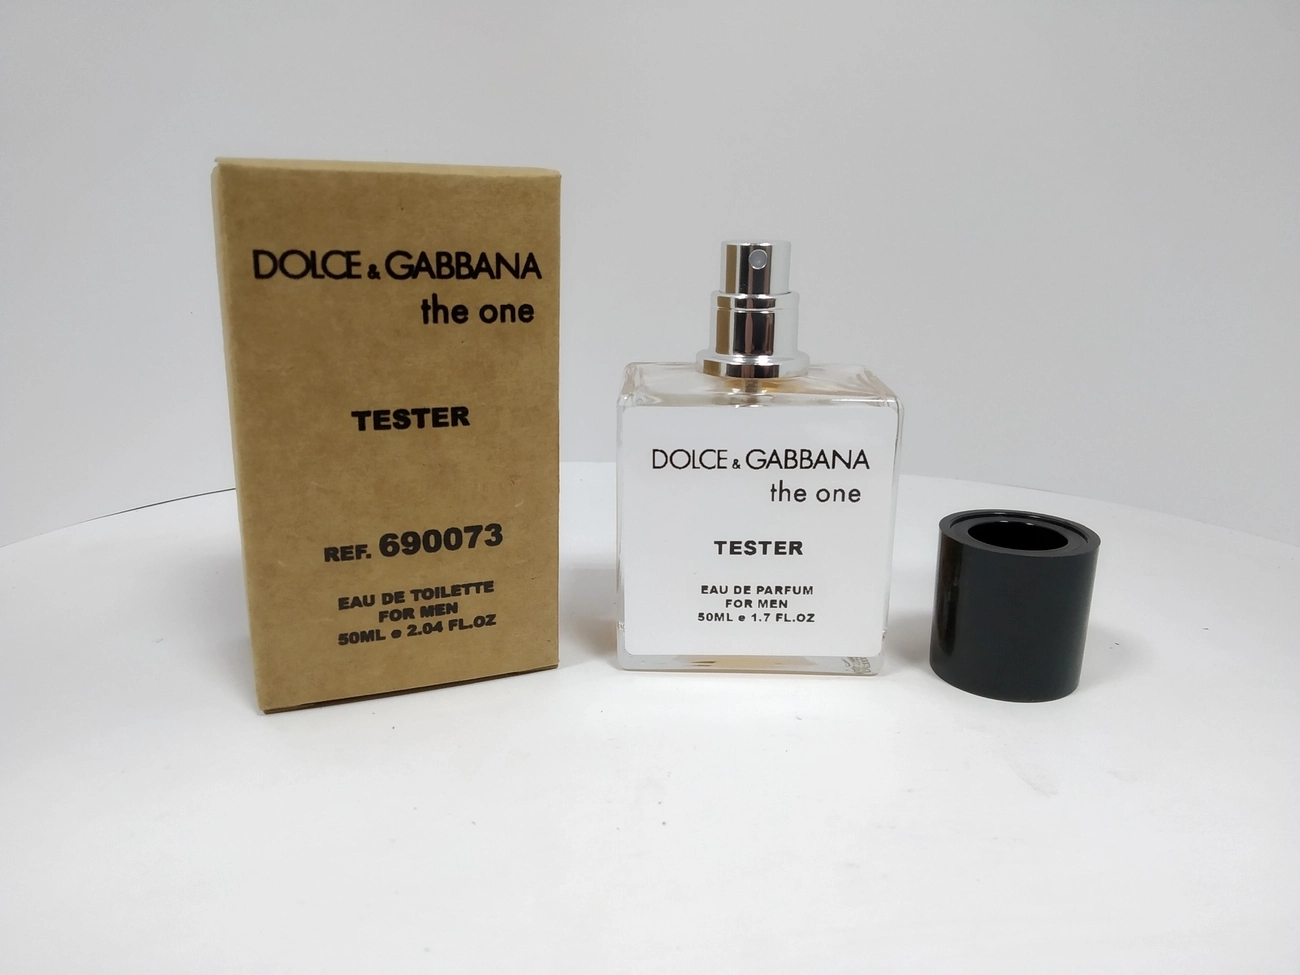 DOLCE & GABBANA
the one
TESTER
REF. 690073
EAU DE TOILETTE
FOR MEN
50ML e 2.04 FL.OZ
DOLCE & GABBANA
the one
TESTER
EAU DE PARFUM
FOR MEN
50ML e 1.7 FL.OZ